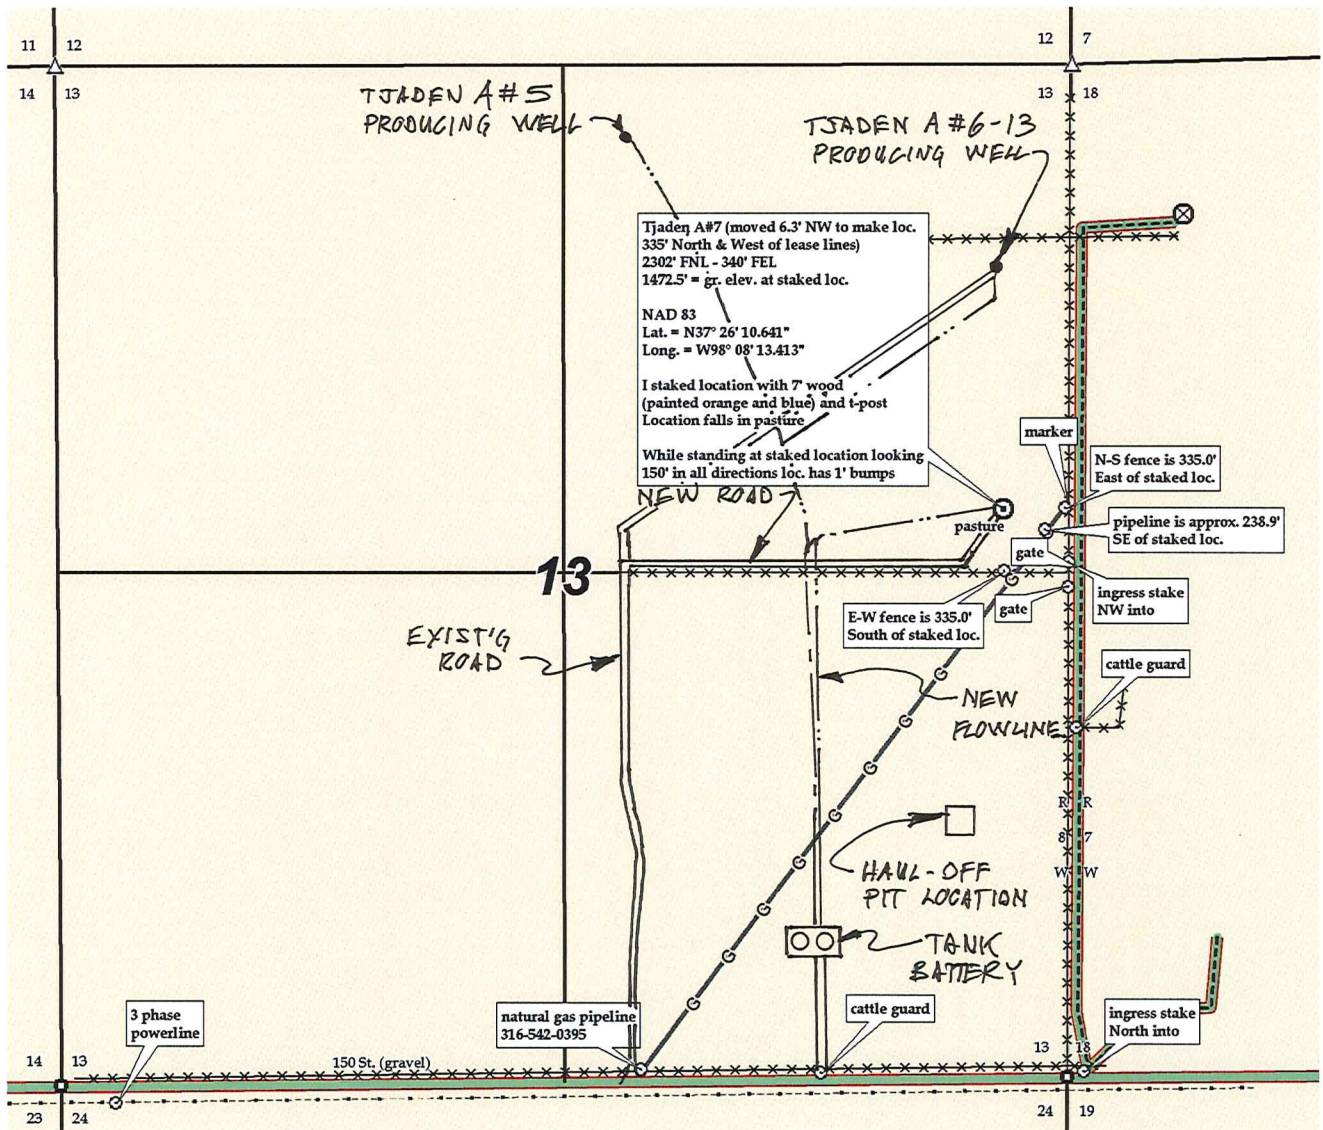 11 12
12 7
14 13
13 18
TJADEN A#5
PRODUCING WELL
TJADEN A #6-13
PRODUCING WELL
Tjaden A#7 (moved 6.3' NW to make loc.
335' North & West of lease lines)
2302' FNL - 340' FEL
1472.5' = gr. elev. at staked loc.
NAD 83
Lat. = N37° 26' 10.641"
Long. = W98° 08' 13.413"
I staked location with 7' wood
(painted orange and blue) and t-post
Location falls in pasture
While standing at staked location looking
150' in all directions loc. has 1' bumps
marker
N-S fence is 335.0'
East of staked loc.
NEW ROAD
pasture
pipeline is approx. 238.9'
SE of staked loc.
gate
13
ingress stake
NW into
gate
E-W fence is 335.0'
South of staked loc.
EXIST'G
ROAD
cattle guard
NEW
FLOWLINE
R R
8 7
W W
HAUL-OFF
PIT LOCATION
TANK
BATTERY
3 phase
powerline
natural gas pipeline
316-542-0395
cattle guard
ingress stake
North into
14 13
150 St. (gravel)
13 18
23 24
24 19
G
G
G
G
G
G
G
G